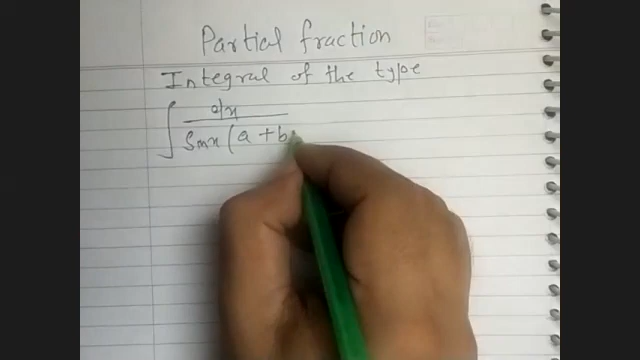 Partial fraction
Integral of the type
∫ dx / Sinx (a + b